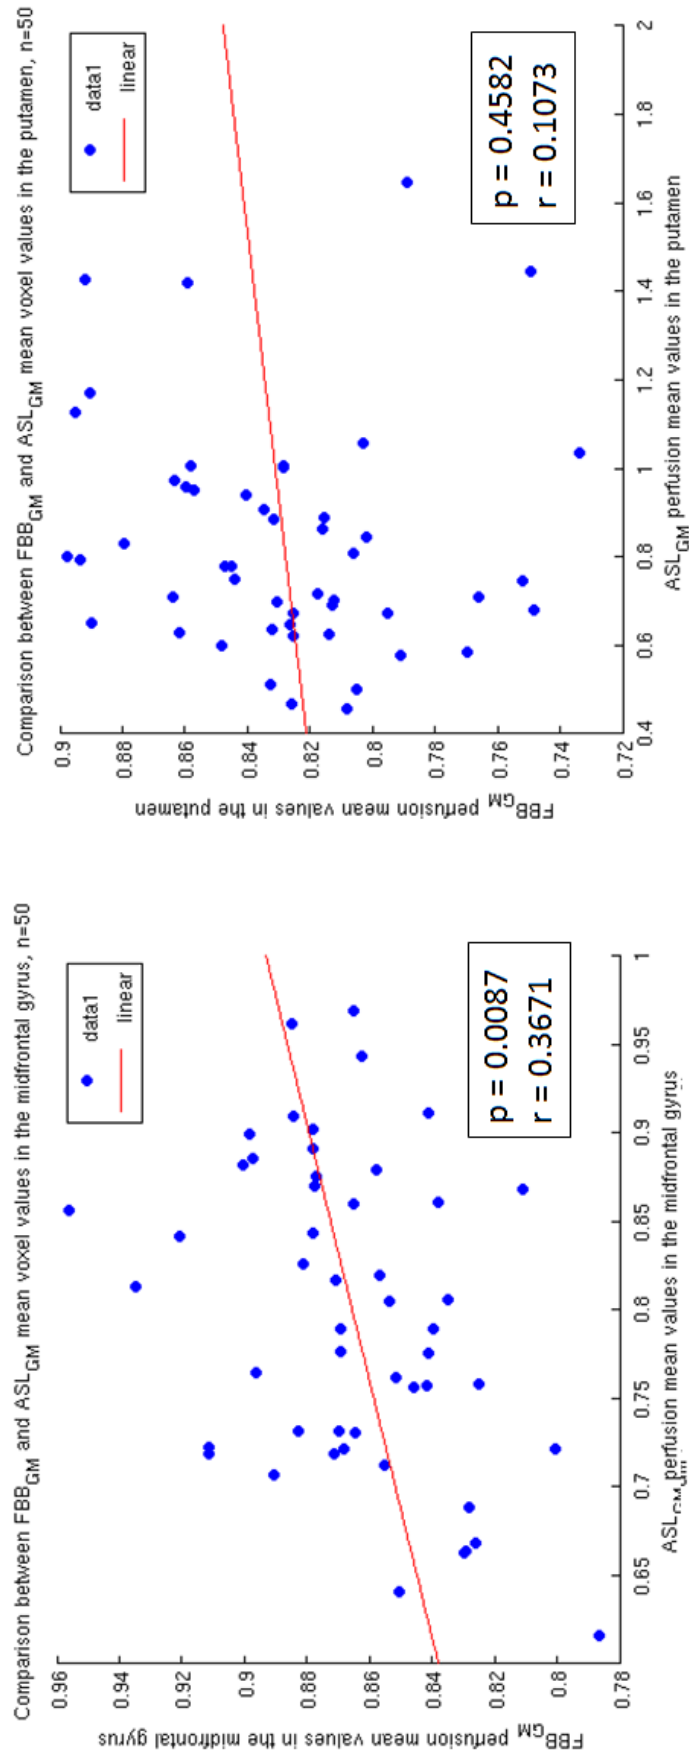 Comparison between FBB_GM and ASL_GM mean voxel values in the midfrontal gyrus, n=50
data1
linear
FBB_GM perfusion mean values in the midfrontal gyrus
0.96
0.94
0.92
0.9
0.88
0.86
0.84
0.82
0.8
0.78
p = 0.0087
r = 0.3671
0.65
0.7
0.75
0.8
0.85
0.9
0.95
1
ASL_GM perfusion mean values in the midfrontal gyrus
Comparison between FBB_GM and ASL_GM mean voxel values in the putamen, n=50
data1
linear
FBB_GM perfusion mean values in the putamen
0.9
0.88
0.86
0.84
0.82
0.8
0.78
0.76
0.74
0.72
p = 0.4582
r = 0.1073
0.4
0.6
0.8
1
1.2
1.4
1.6
1.8
2
ASL_GM perfusion mean values in the putamen